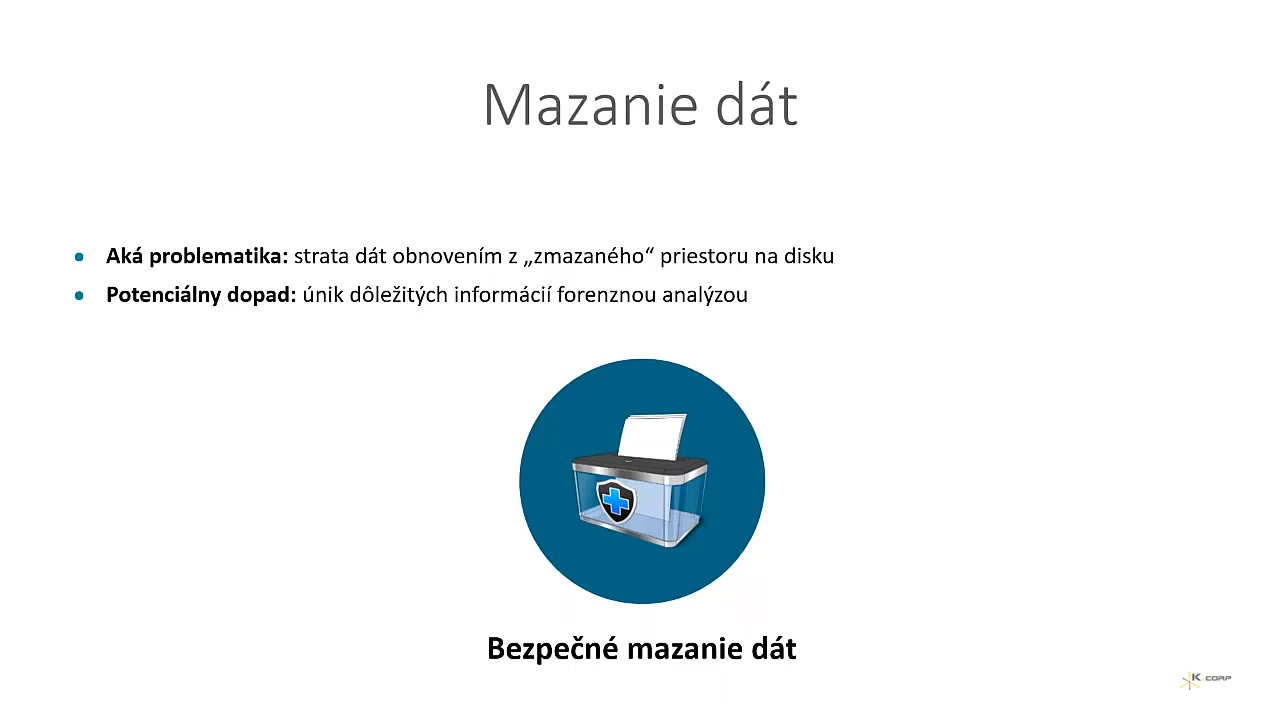 Mazanie dát
• Aká problematika: strata dát obnovením z „zmazaného“ priestoru na disku
• Potenciálny dopad: únik dôležitých informácií forenznou analýzou
Bezpečné mazanie dát
K CORP